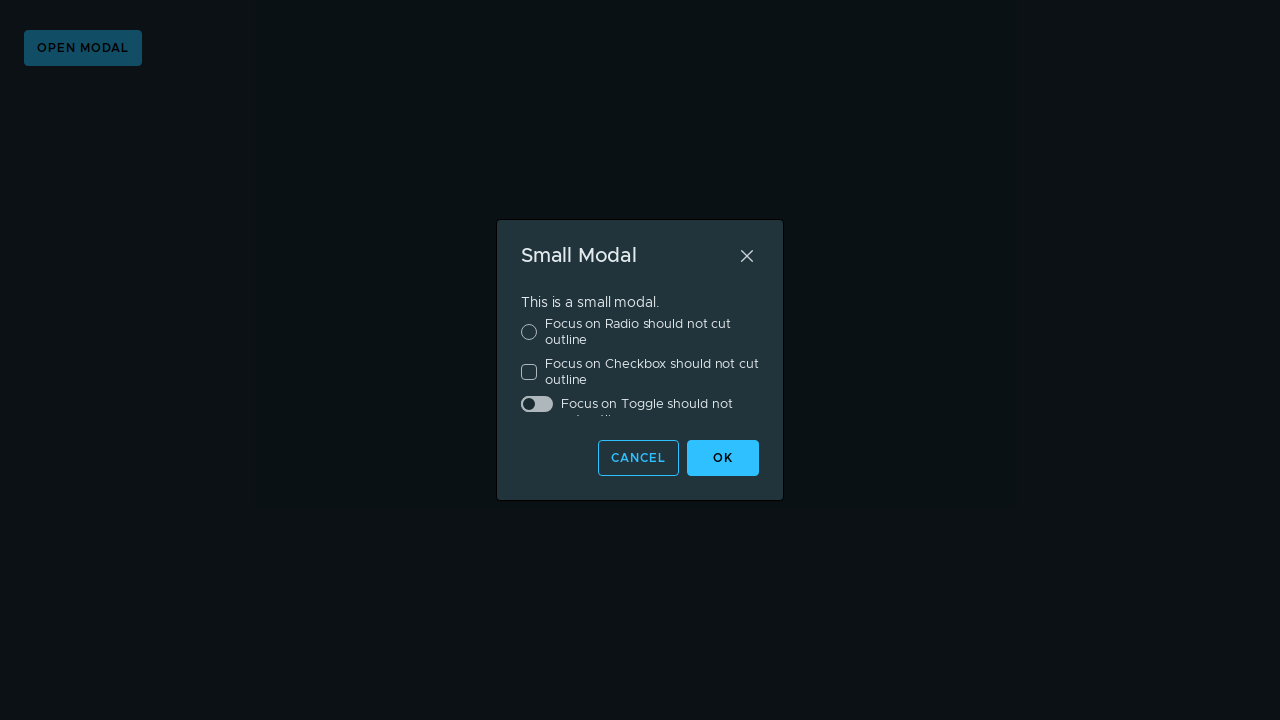 OPEN MODAL
Small Modal
This is a small modal.
Focus on Radio should not cut
outline
Focus on Checkbox should not cut
outline
Focus on Toggle should not
CANCEL
OK